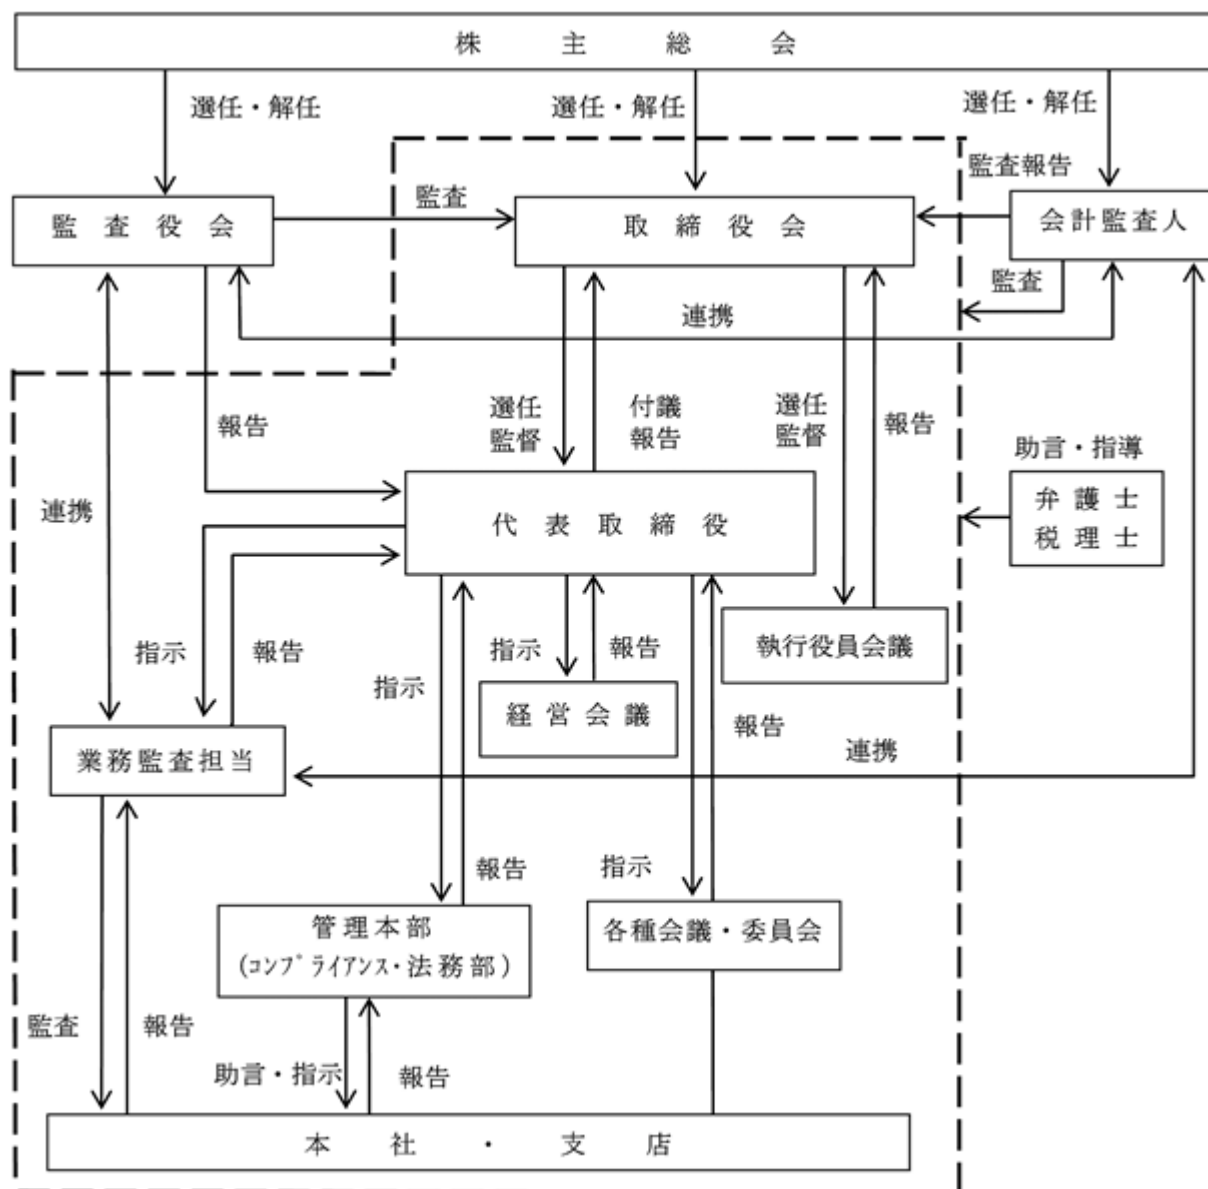 株主総会
選任・解任
選任・解任
選任・解任
監査報告
監査役会
監査
取締役会
会計監査人
監査
連携
報告
選任
監督
付議
報告
選任
監督
報告
助言・指導
弁護士
税理士
連携
代表取締役
指示
報告
指示
指示
報告
執行役員会議
経営会議
報告
業務監査担当
連携
報告
指示
管理本部
(ｺﾝﾌﾟﾗｲｱﾝｽ・法務部)
各種会議・委員会
監査
報告
助言・指示
報告
本社・支店